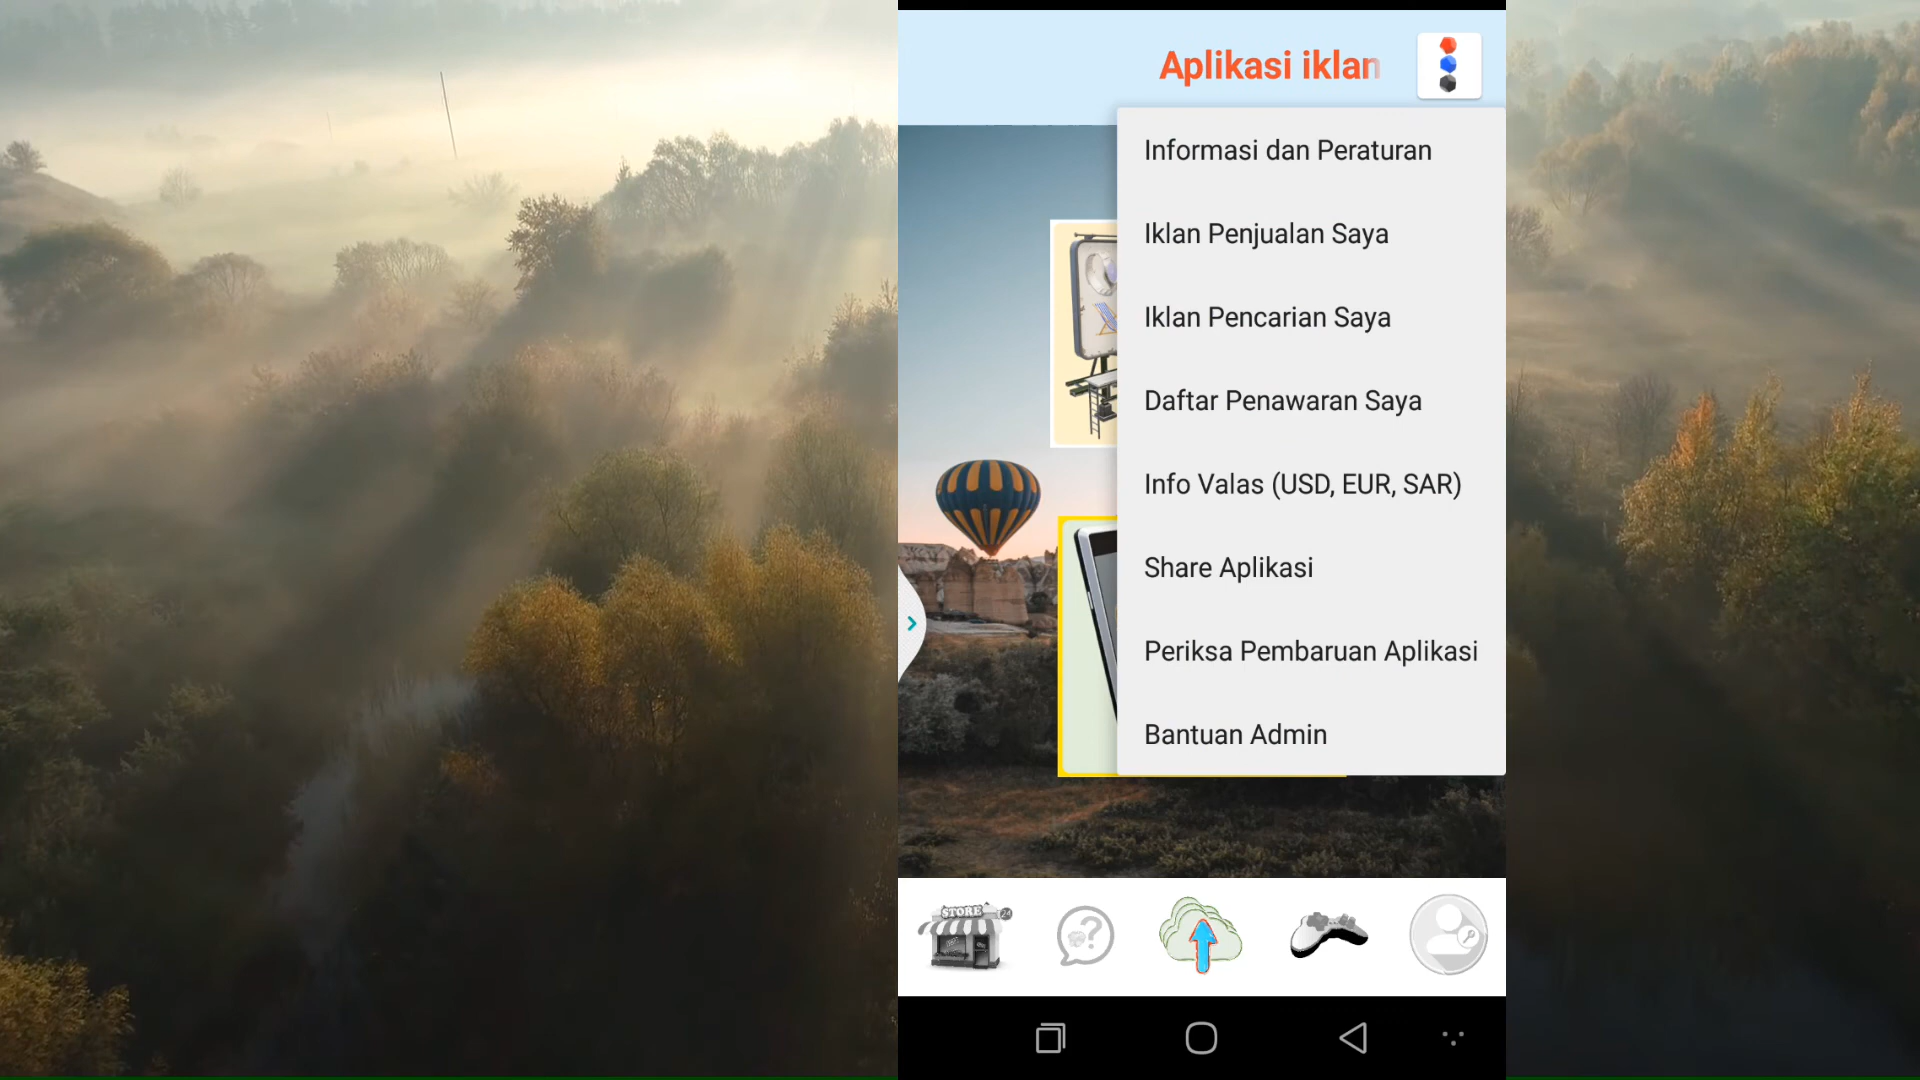 Aplikasi iklan
Informasi dan Peraturan
Iklan Penjualan Saya
Iklan Pencarian Saya
Daftar Penawaran Saya
Info Valas (USD, EUR, SAR)
Share Aplikasi
Periksa Pembaruan Aplikasi
Bantuan Admin
STORE
24
?